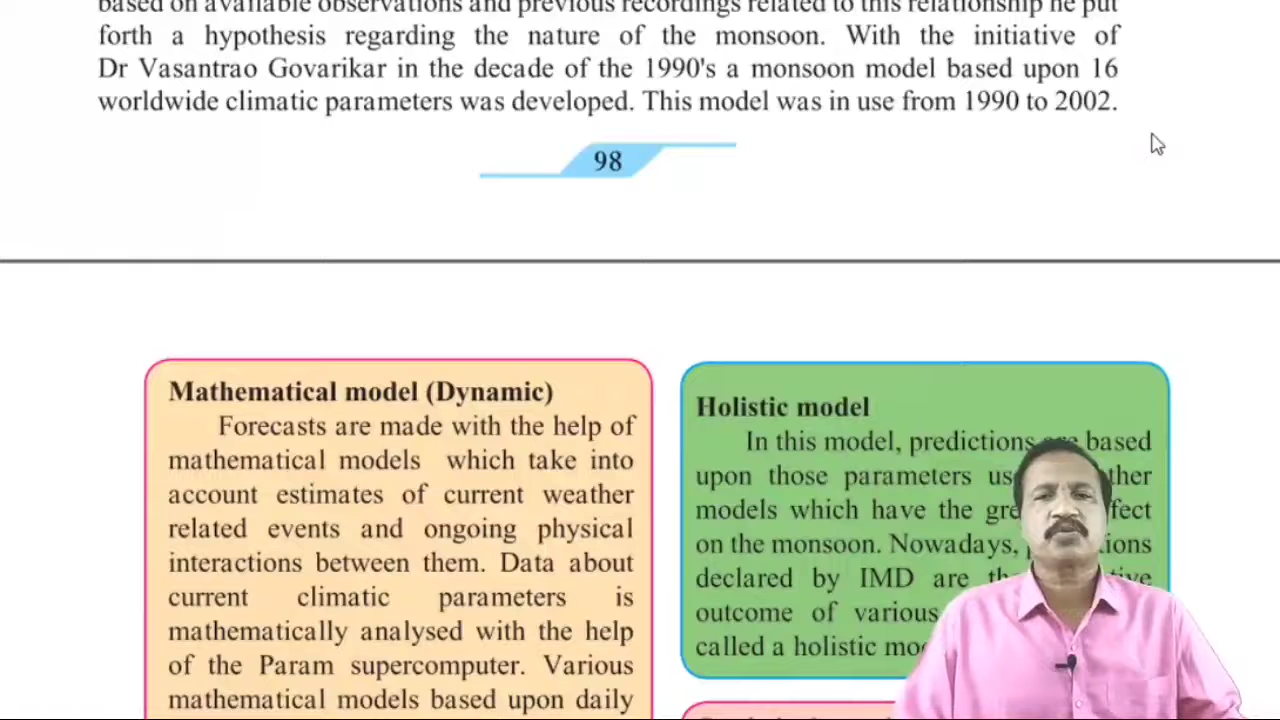 based on available observations and previous recordings related to this relationship he put
forth a hypothesis regarding the nature of the monsoon. With the initiative of
Dr Vasantrao Govarikar in the decade of the 1990's a monsoon model based upon 16
worldwide climatic parameters was developed. This model was in use from 1990 to 2002.
98
Mathematical model (Dynamic)
Forecasts are made with the help of
mathematical models which take into
account estimates of current weather
related events and ongoing physical
interactions between them. Data about
current climatic parameters is
mathematically analysed with the help
of the Param supercomputer. Various
mathematical models based upon daily
Holistic model
In this model, predictions are based
upon those parameters
models which have the
on the monsoon. Nowadays,
declared by IMD are
outcome of various
called a holistic